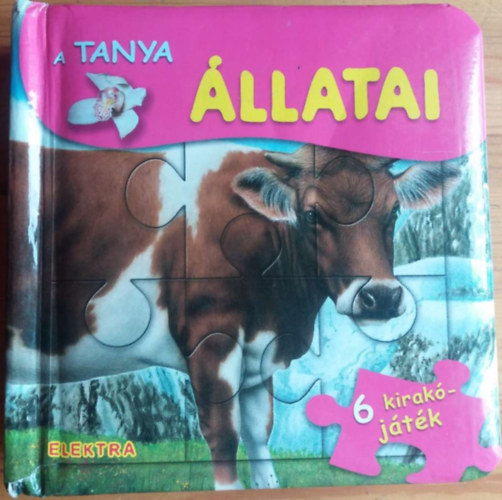 A TANYA
ÁLLATAI
6 kirakó-
játék
ELEKTRA